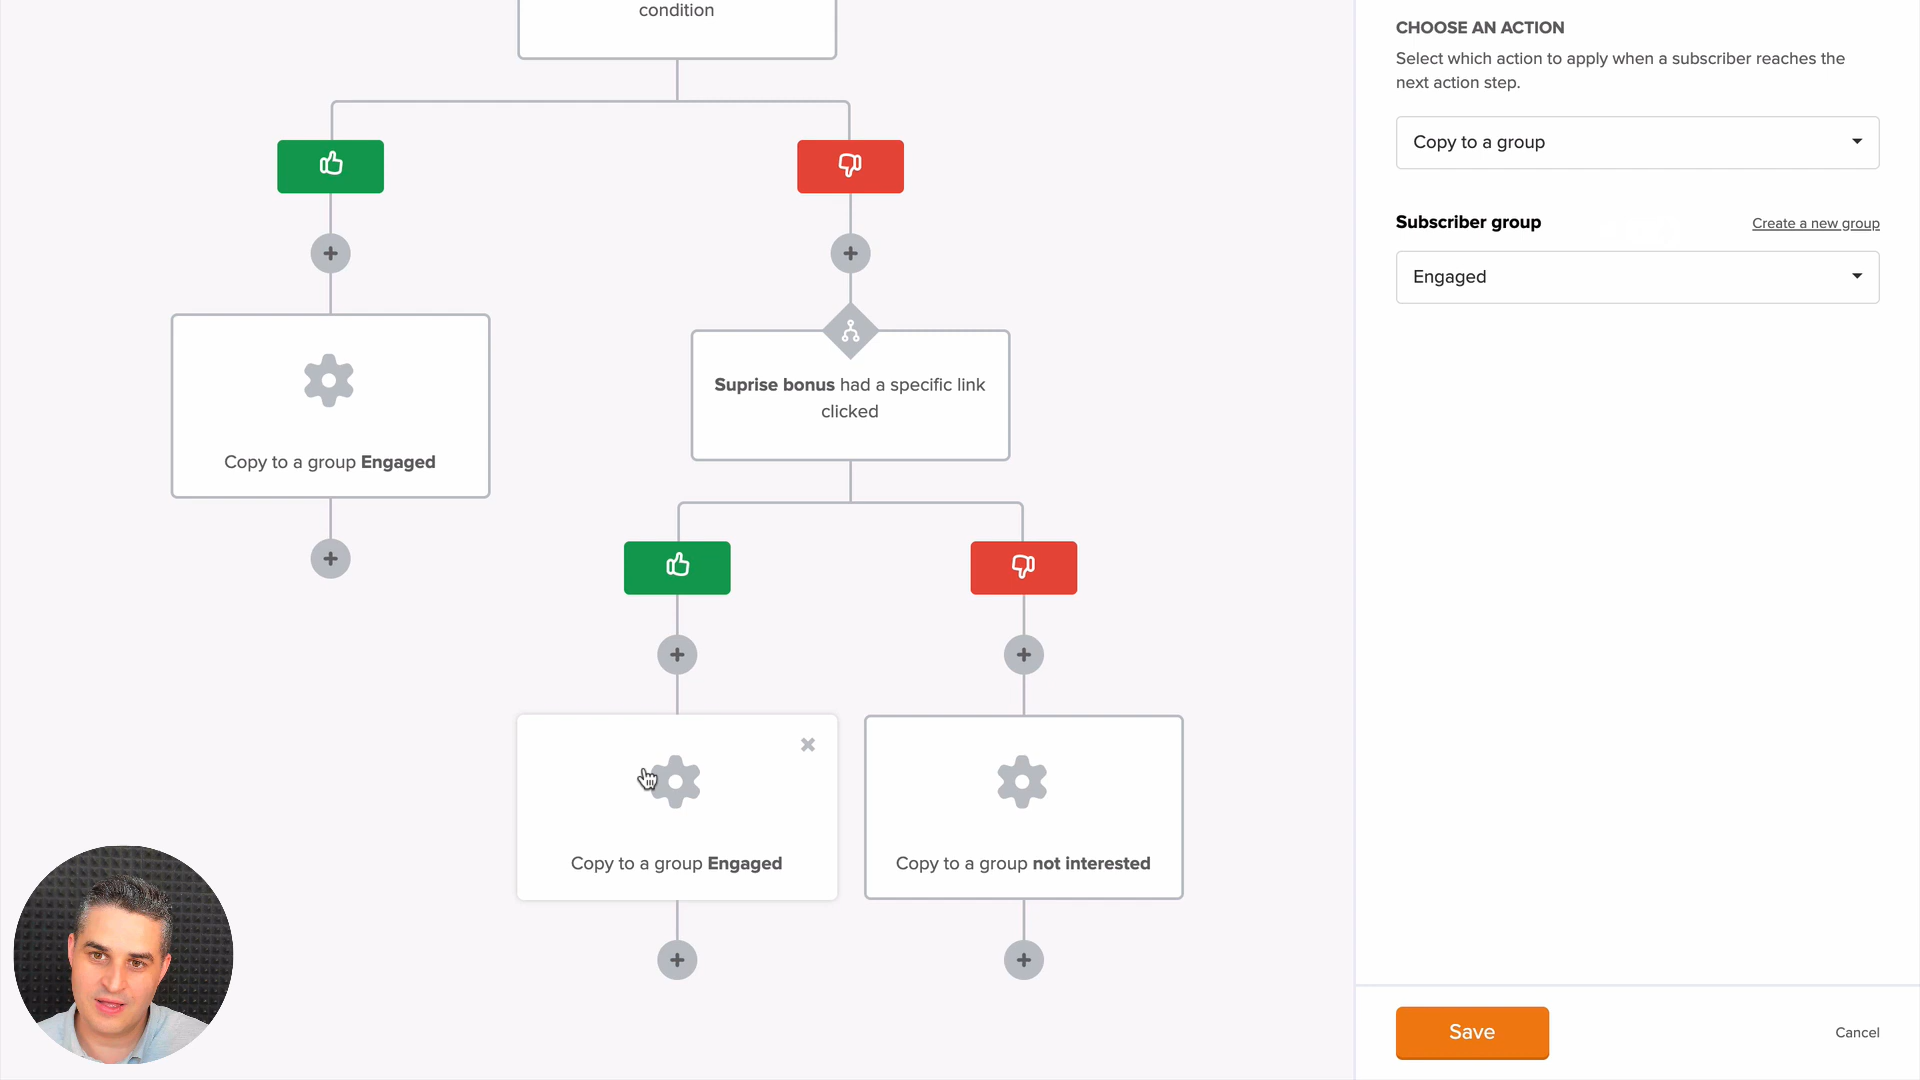 condition
Copy to a group Engaged
Suprise bonus had a specific link
clicked
Copy to a group Engaged
Copy to a group not interested
CHOOSE AN ACTION
Select which action to apply when a subscriber reaches the
next action step.
Copy to a group
Subscriber group
Create a new group
Engaged
Save
Cancel